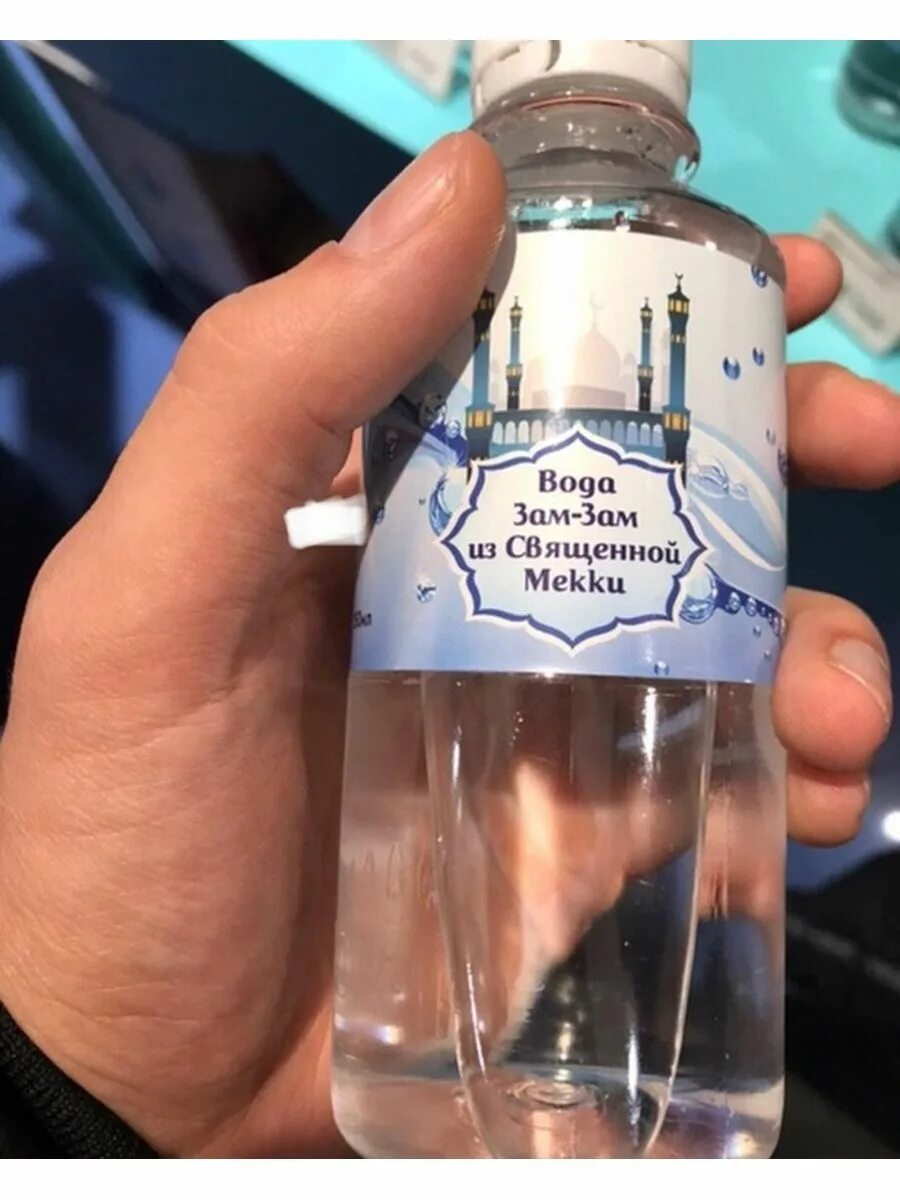 Вода
Зам-Зам
из Священной
Мекки